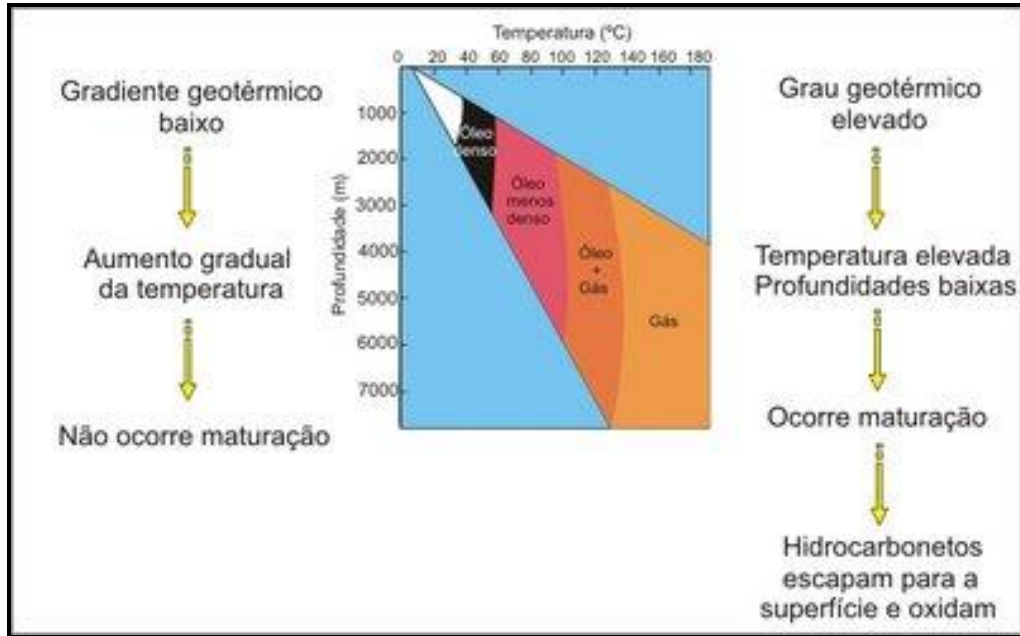 Temperatura (ºC)
0 20 40 60 80 100 120 140 160 180
Profundidade (m)
1000
2000
3000
4000
5000
6000
7000
Óleo
denso
Óleo
menos
denso
Óleo
+
Gás
Gás
Gradiente geotérmico
baixo
Aumento gradual
da temperatura
Não ocorre maturação
Grau geotérmico
elevado
Temperatura elevada
Profundidades baixas
Ocorre maturação
Hidrocarbonetos
escapam para a
superfície e oxidam